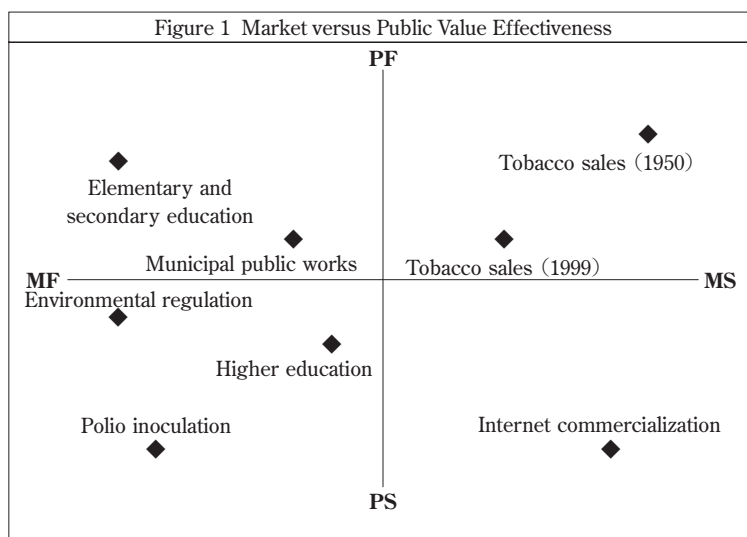 Figure 1 Market versus Public Value Effectiveness
PF
Tobacco sales (1950)
Elementary and
secondary education
Municipal public works
Tobacco sales (1999)
MF
MS
Environmental regulation
Higher education
Polio inoculation
Internet commercialization
PS